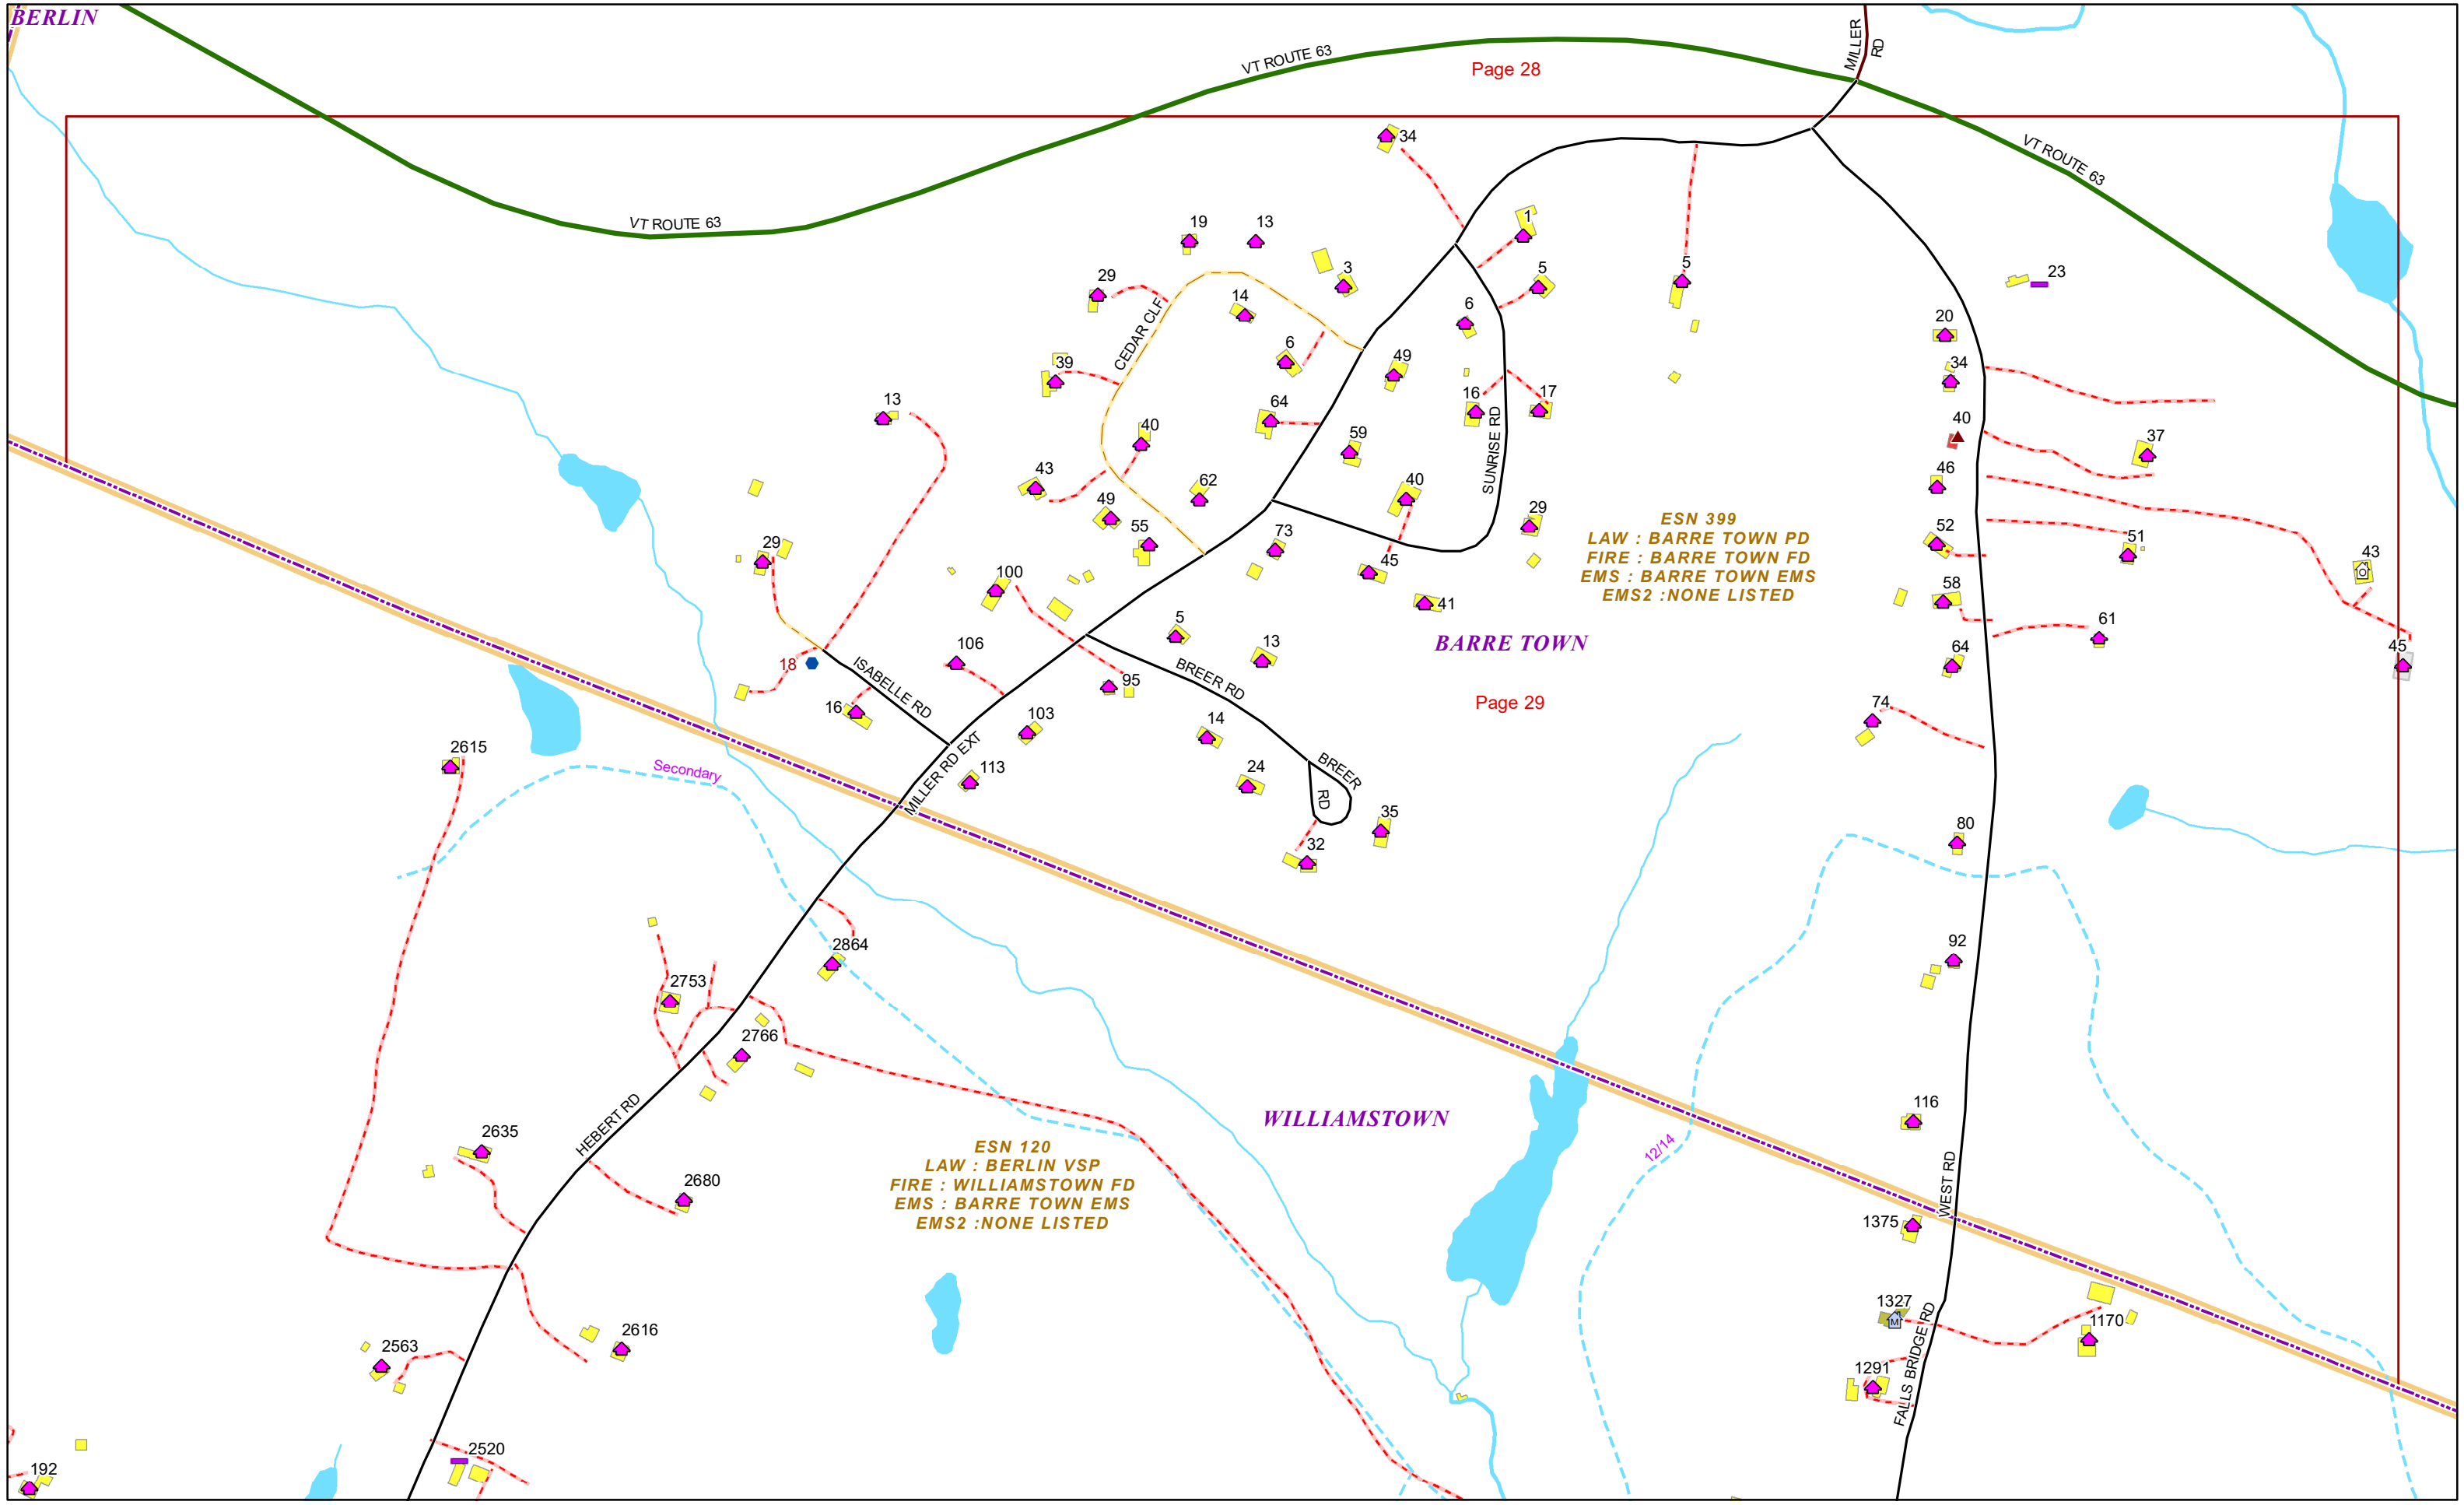 BERLIN
MILLER
RD
VT ROUTE 63
Page 28
34
VT ROUTE 63
VT ROUTE 63
19
13
1
3
5
5
23
29
14
6
20
CEDAR CLF
6
49
34
39
16
17
13
64
40
37
40
59
46
43
62
40
SUNRISE RD
49
29
55
73
52
51
29
45
43
100
41
58
ESN 399
LAW : BARRE TOWN PD
FIRE : BARRE TOWN FD
EMS : BARRE TOWN EMS
EMS2 :NONE LISTED
5
61
106
13
BARRE TOWN
64
45
18
ISABELLE RD
95
BREER RD
16
103
14
Page 29
74
2615
Secondary
MILLER RD EXT
113
24
BREER
RD
35
80
32
2864
92
2753
2766
116
HEBERT RD
WILLIAMSTOWN
2635
ESN 120
LAW : BERLIN VSP
FIRE : WILLIAMSTOWN FD
EMS : BARRE TOWN EMS
EMS2 :NONE LISTED
12/14
2680
WEST RD
1375
1327
M
1170
2616
2563
1291
FALLS BRIDGE RD
2520
192